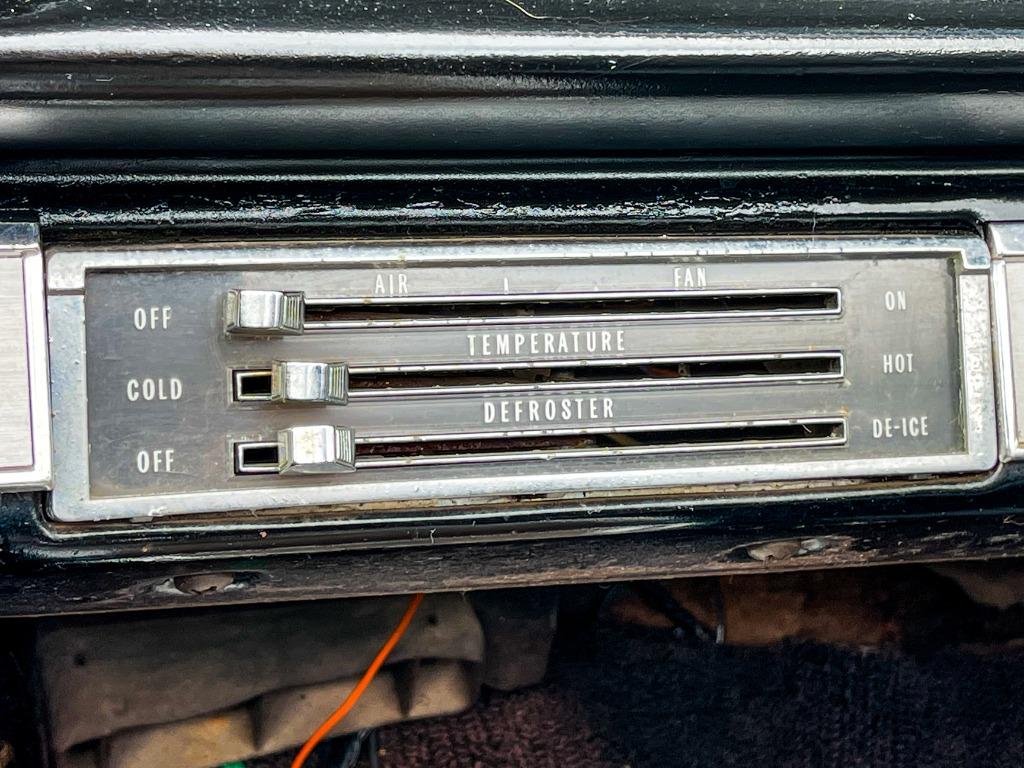 AIR FAN
OFF ON
TEMPERATURE
COLD HOT
DEFROSTER
OFF DE-ICE